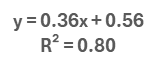 y = 0.36x + 0.56
R² = 0.80